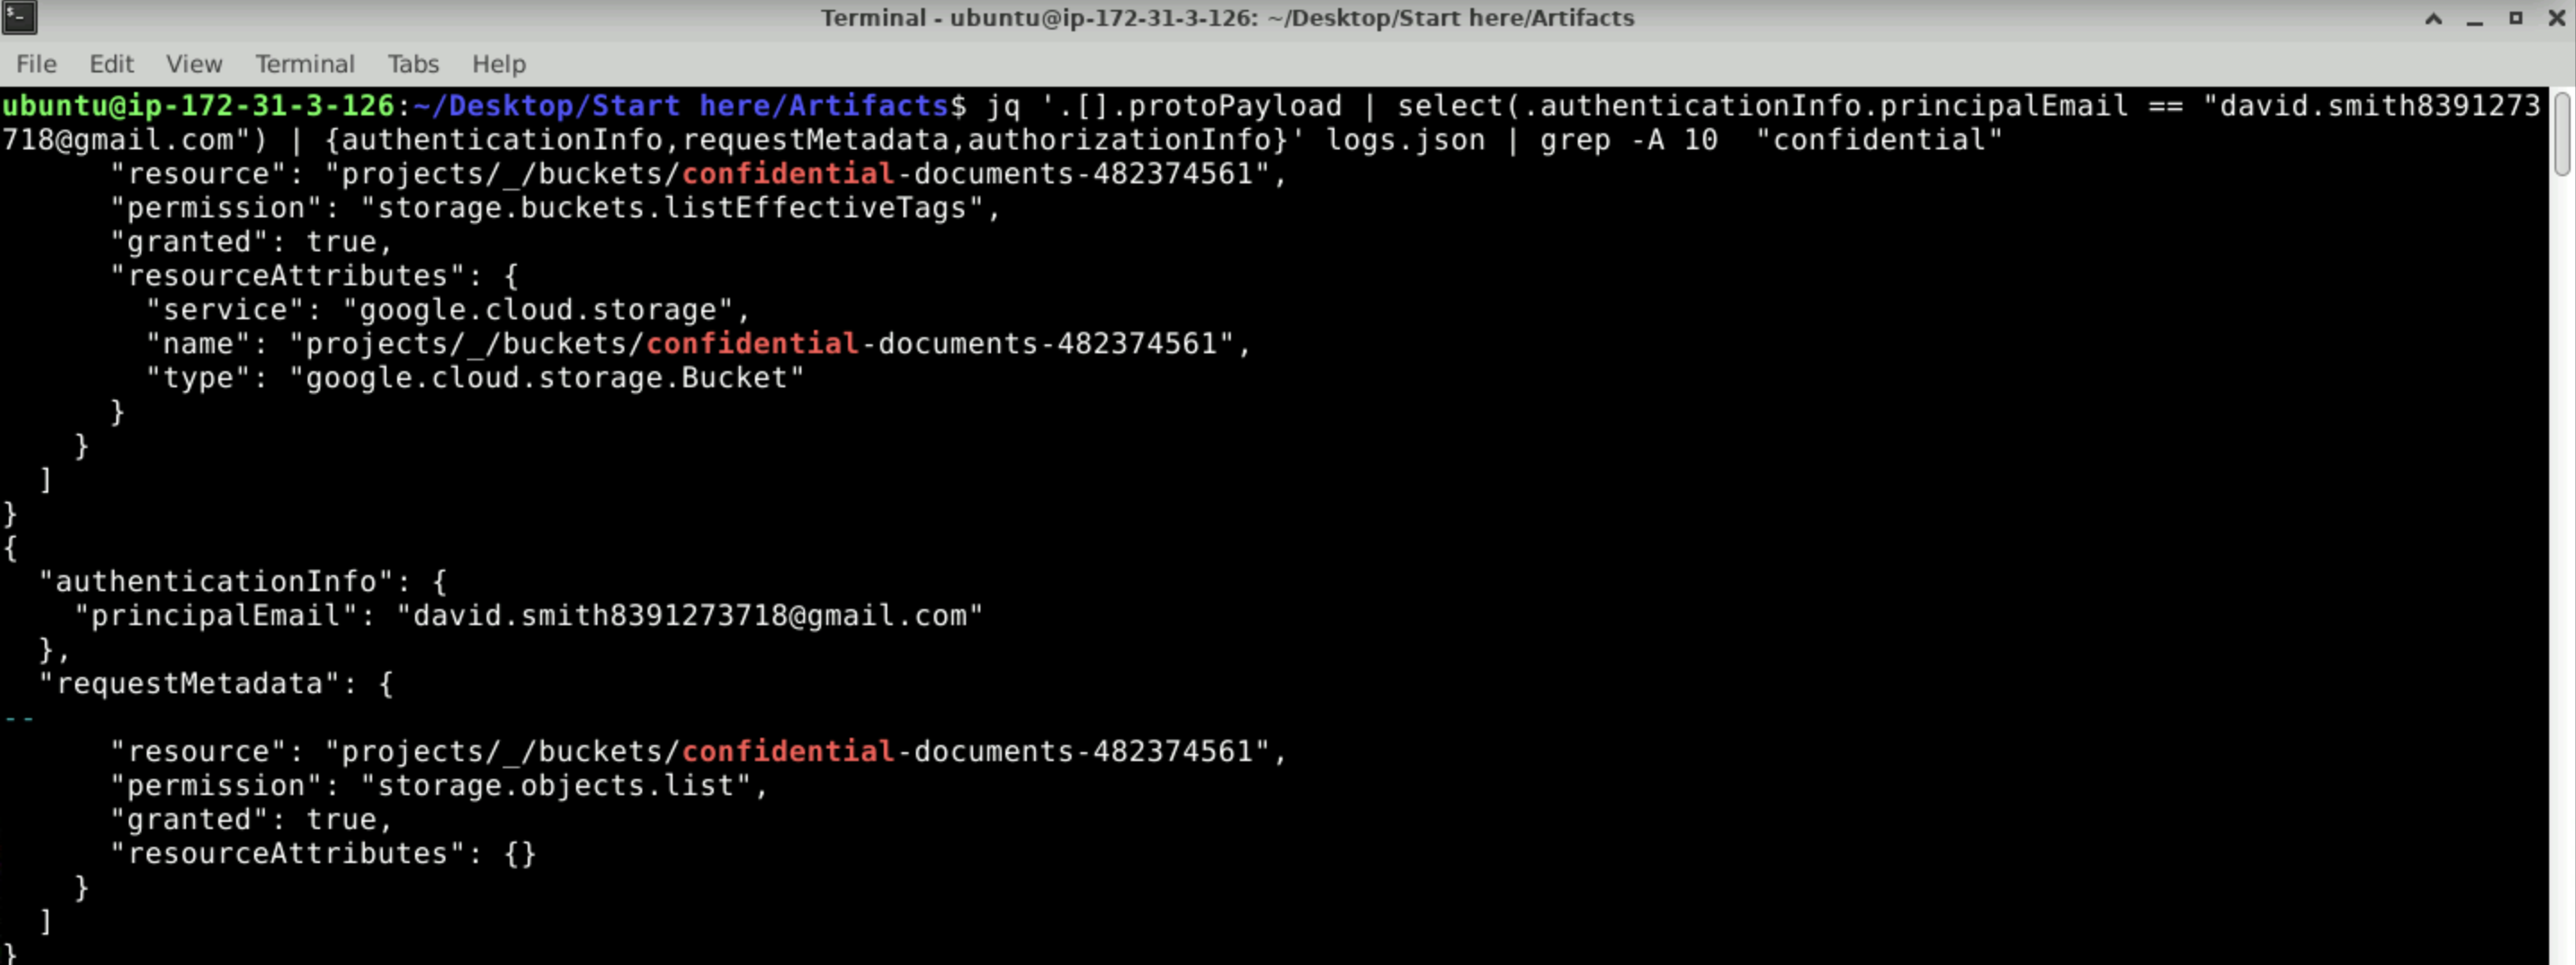 Terminal - ubuntu@ip-172-31-3-126: ~/Desktop/Start here/Artifacts
File Edit View Terminal Tabs Help
ubuntu@ip-172-31-3-126:~/Desktop/Start here/Artifacts$ jq '.[].protoPayload | select(.authenticationInfo.principalEmail == "david.smith8391273
718@gmail.com") | {authenticationInfo,requestMetadata,authorizationInfo}' logs.json | grep -A 10  "confidential"
      "resource": "projects/_/buckets/confidential-documents-482374561",
      "permission": "storage.buckets.listEffectiveTags",
      "granted": true,
      "resourceAttributes": {
        "service": "google.cloud.storage",
        "name": "projects/_/buckets/confidential-documents-482374561",
        "type": "google.cloud.storage.Bucket"
      }
    }
  ]
}
{
  "authenticationInfo": {
    "principalEmail": "david.smith8391273718@gmail.com"
  },
  "requestMetadata": {
--
      "resource": "projects/_/buckets/confidential-documents-482374561",
      "permission": "storage.objects.list",
      "granted": true,
      "resourceAttributes": {}
    }
  ]
}